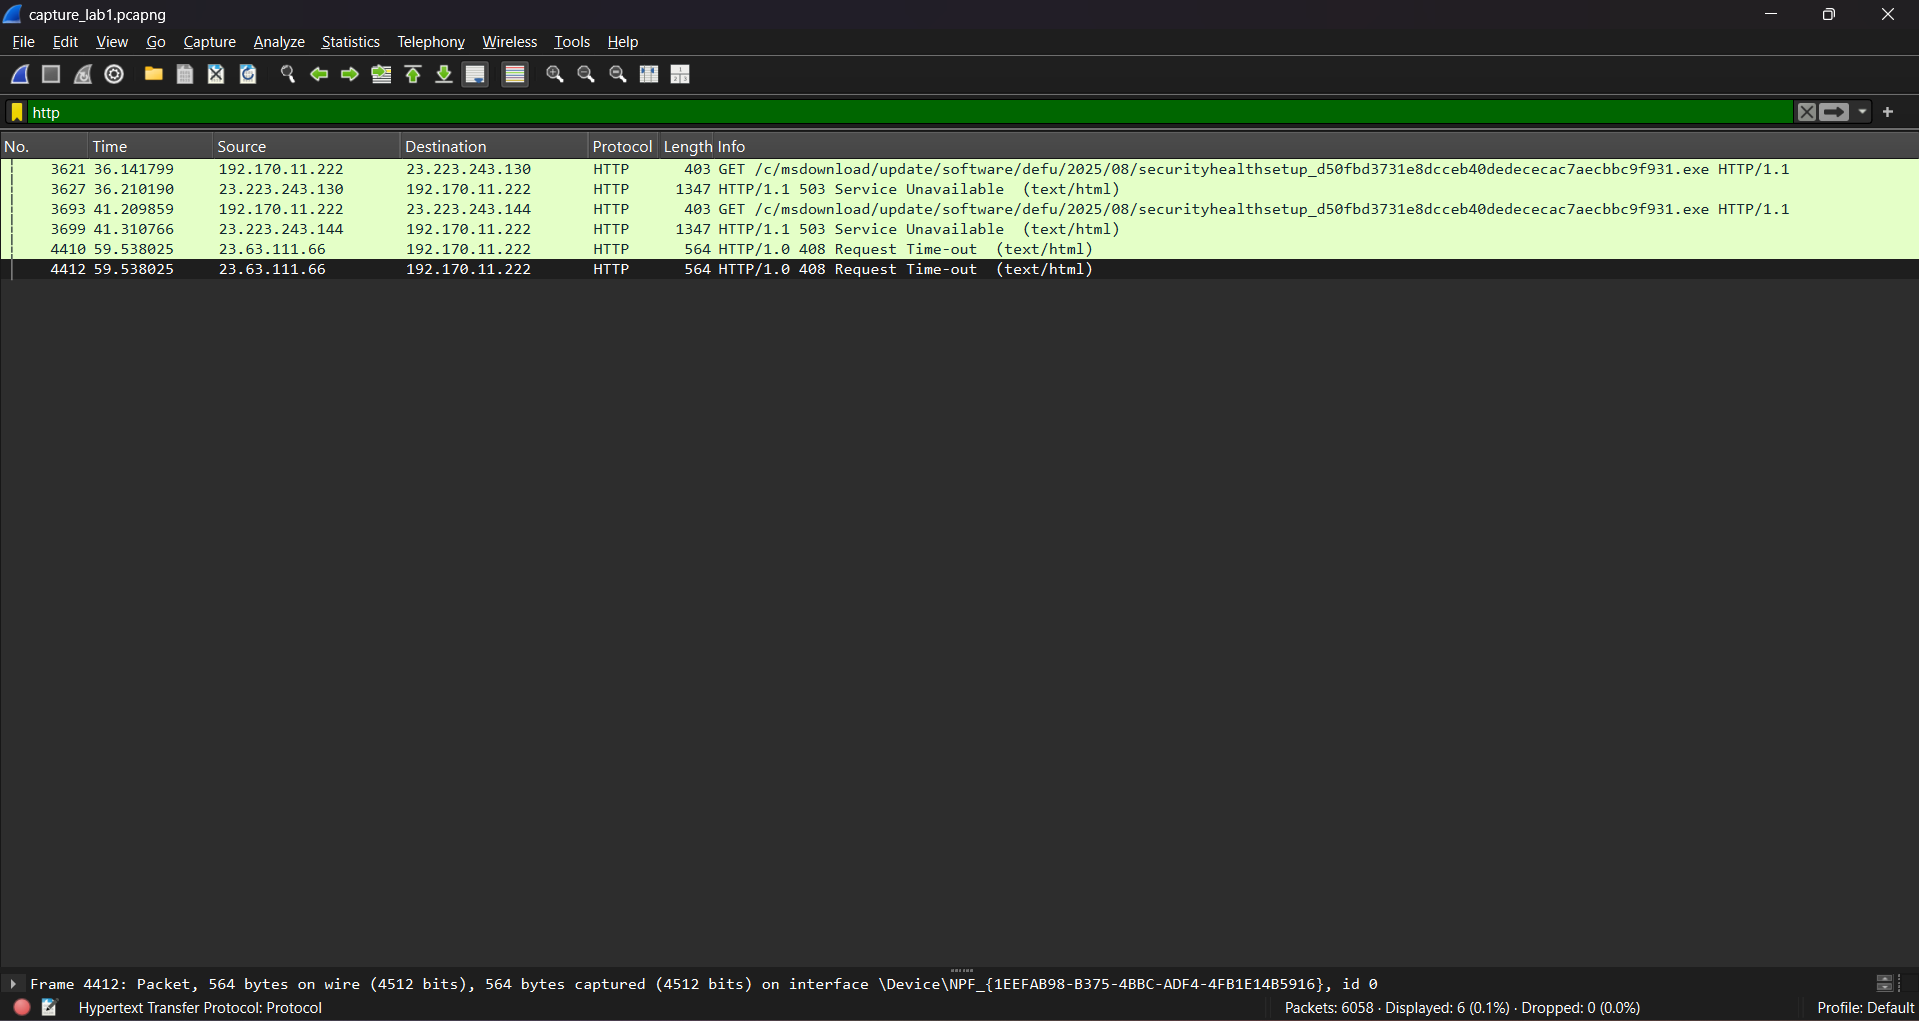 capture_lab1.pcapng
File Edit View Go Capture Analyze Statistics Telephony Wireless Tools Help
http
No. Time Source Destination Protocol Length Info
3621 36.141799 192.170.11.222 23.223.243.130 HTTP 403 GET /c/msdownload/update/software/defu/2025/08/securityhealthsetup_d50fbd3731e8dcceb40dedececac7aecbbc9f931.exe HTTP/1.1
3627 36.210190 23.223.243.130 192.170.11.222 HTTP 1347 HTTP/1.1 503 Service Unavailable (text/html)
3693 41.209859 192.170.11.222 23.223.243.144 HTTP 403 GET /c/msdownload/update/software/defu/2025/08/securityhealthsetup_d50fbd3731e8dcceb40dedececac7aecbbc9f931.exe HTTP/1.1
3699 41.310766 23.223.243.144 192.170.11.222 HTTP 1347 HTTP/1.1 503 Service Unavailable (text/html)
4410 59.538025 23.63.111.66 192.170.11.222 HTTP 564 HTTP/1.0 408 Request Time-out (text/html)
4412 59.538025 23.63.111.66 192.170.11.222 HTTP 564 HTTP/1.0 408 Request Time-out (text/html)
Frame 4412: Packet, 564 bytes on wire (4512 bits), 564 bytes captured (4512 bits) on interface \Device\NPF_{1EEFAB98-B375-4BBC-ADF4-4FB1E14B5916}, id 0
Hypertext Transfer Protocol: Protocol Packets: 6058 · Displayed: 6 (0.1%) · Dropped: 0 (0.0%) Profile: Default